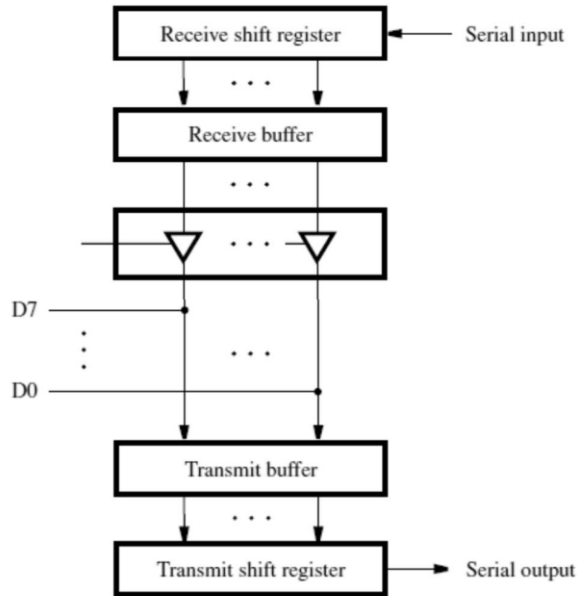 Receive shift register
Serial input
Receive buffer
D7
D0
Transmit buffer
Transmit shift register
Serial output